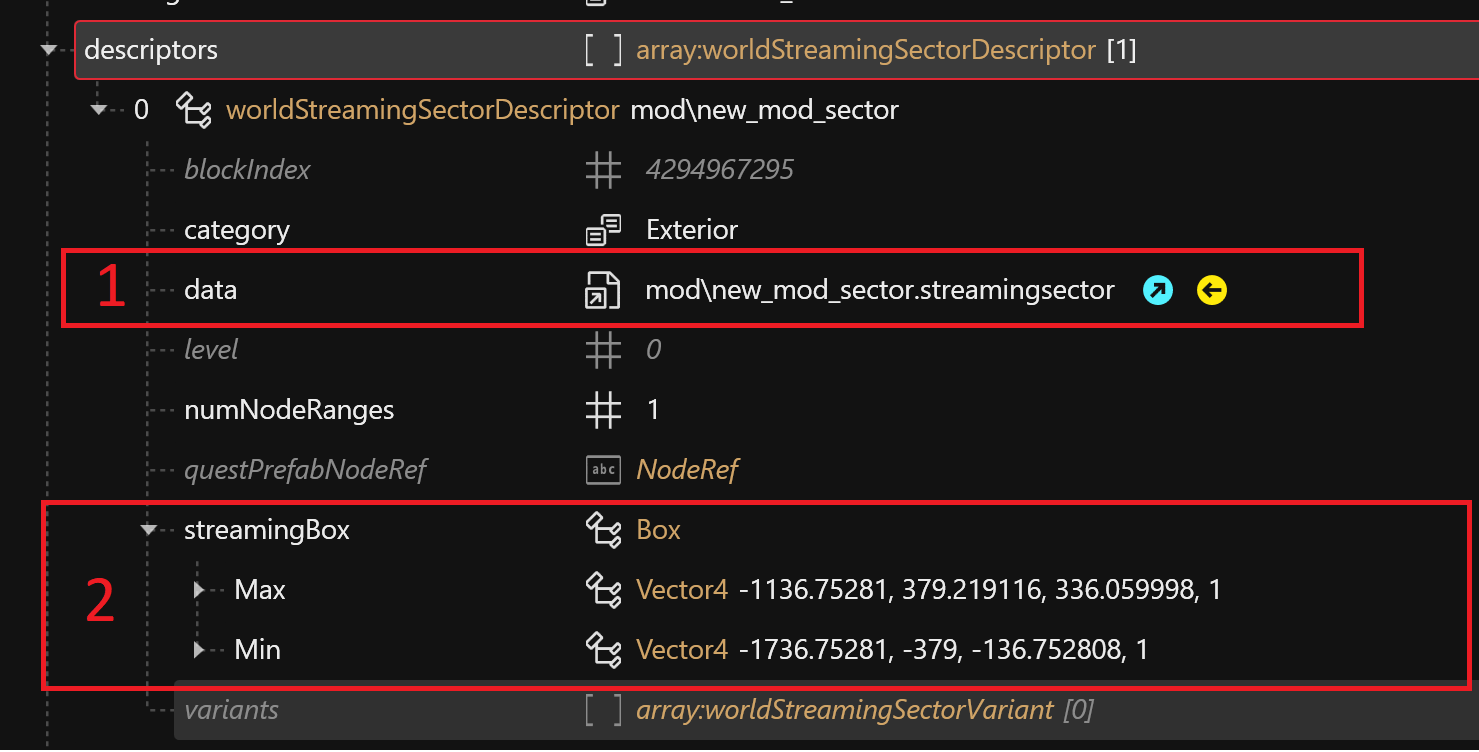 descriptors [ ] array:worldStreamingSectorDescriptor [1]
0 worldStreamingSectorDescriptor mod\new_mod_sector
blockIndex 4294967295
category Exterior
1 data mod\new_mod_sector.streamingsector
level 0
numNodeRanges 1
questPrefabNodeRef abc NodeRef
streamingBox Box
2 Max Vector4 -1136.75281, 379.219116, 336.059998, 1
Min Vector4 -1736.75281, -379, -136.752808, 1
variants [ ] array:worldStreamingSectorVariant [0]